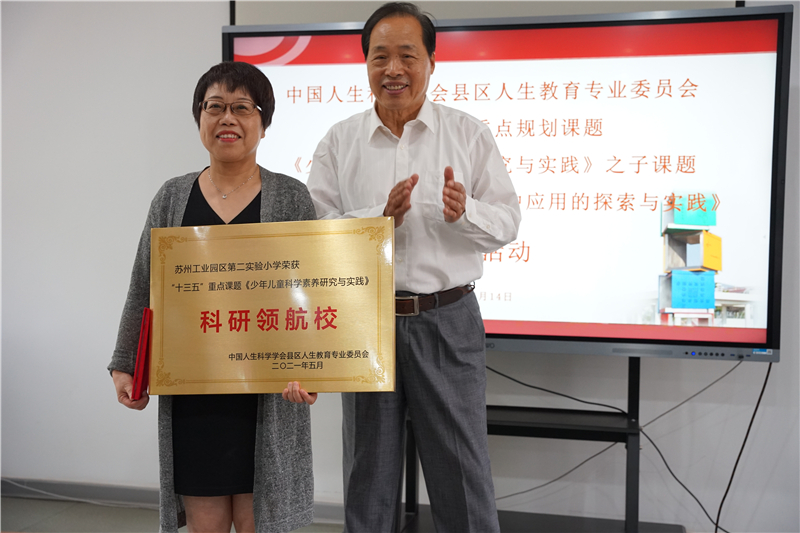 中国人生科 会县区人生教育专业委员会
点规划课题
究与实践》之子课题
应用的探索与实践》
活动
月14日
苏州工业园区第二实验小学荣获
“十三五”重点课题《少年儿童科学素养研究与实践》
科研领航校
中国人生科学学会县区人生教育专业委员会
二〇二一年五月